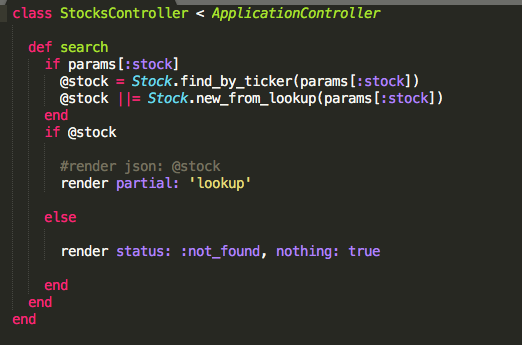 class StocksController < ApplicationController
def search
if params[:stock]
@stock = Stock.find_by_ticker(params[:stock])
@stock ||= Stock.new_from_lookup(params[:stock])
end
if @stock
#render json: @stock
render partial: 'lookup'
else
render status: :not_found, nothing: true
end
end
end